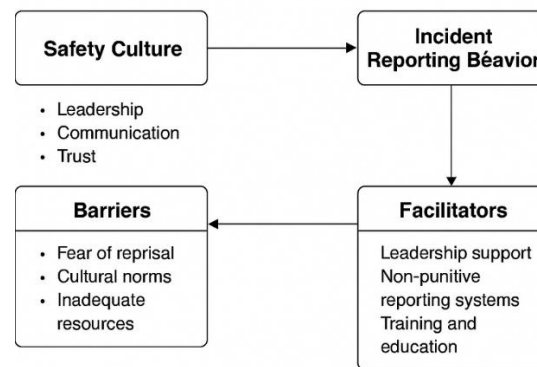 Safety Culture
• Leadership
• Communication
• Trust
Incident
Reporting Béavior
Barriers
• Fear of reprisal
• Cultural norms
• Inadequate
resources
Facilitators
Leadership support
Non-punitive
reporting systems
Training and
education